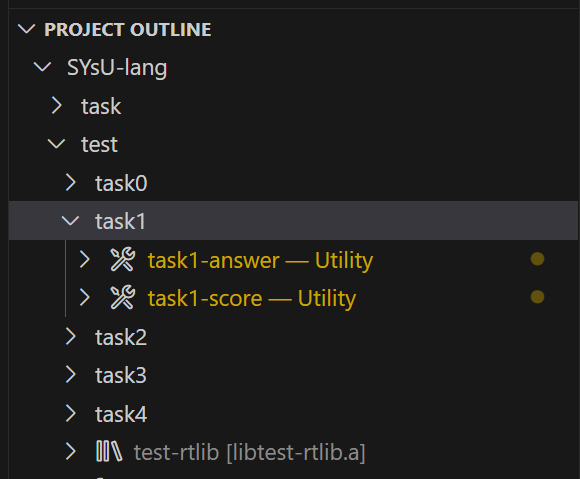 PROJECT OUTLINE
SYsU-lang
task
test
task0
task1
task1-answer — Utility
task1-score — Utility
task2
task3
task4
test-rtlib [libtest-rtlib.a]